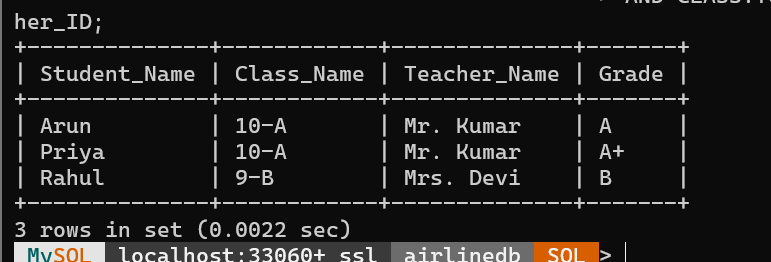 her_ID;
+--------------+------------+--------------+-------+
| Student_Name | Class_Name | Teacher_Name | Grade |
+--------------+------------+--------------+-------+
| Arun         | 10-A       | Mr. Kumar    | A     |
| Priya        | 10-A       | Mr. Kumar    | A+    |
| Rahul        | 9-B        | Mrs. Devi    | B     |
+--------------+------------+--------------+-------+
3 rows in set (0.0022 sec)
MySQL localhost:33060+ ssl airlinedb SQL >